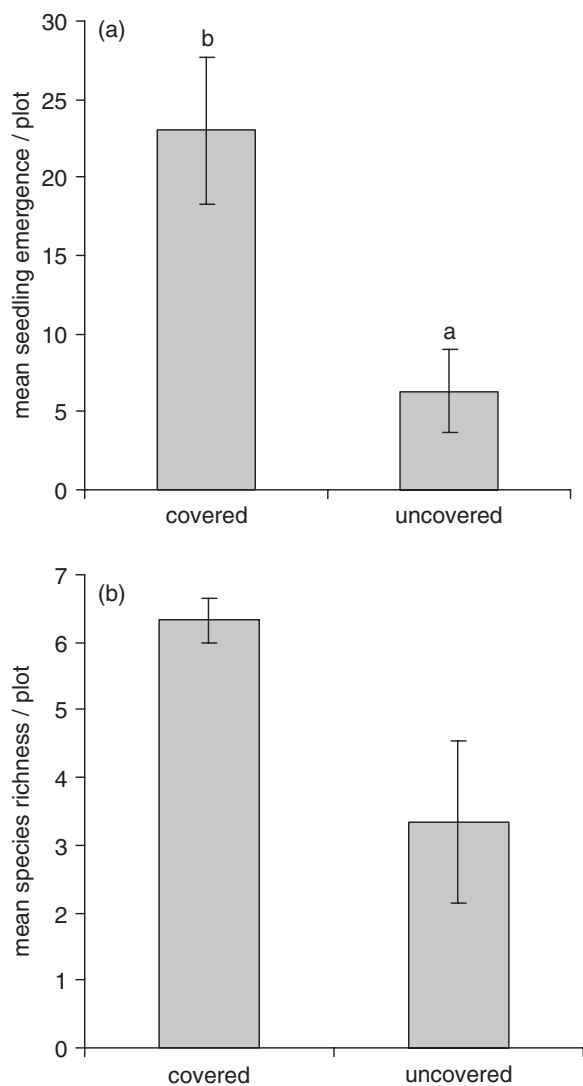 (a)
b
a
30
25
20
15
10
5
0
mean seedling emergence / plot
covered uncovered
(b)
7
6
5
4
3
2
1
0
mean species richness / plot
covered uncovered